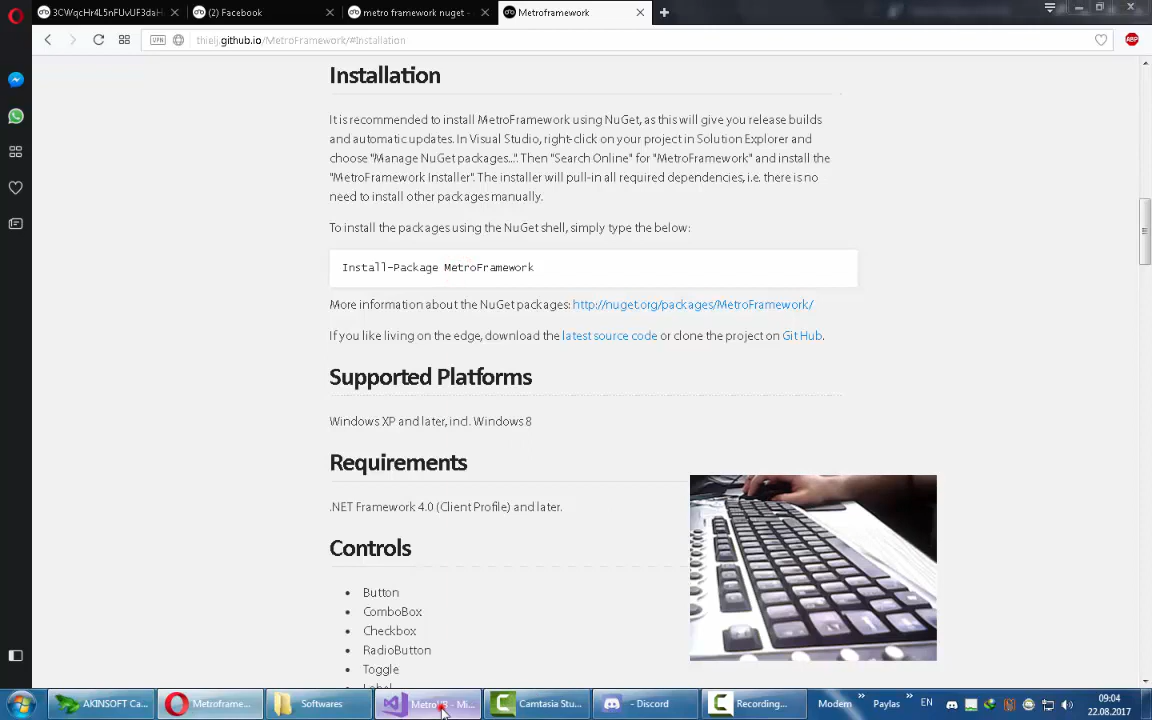 3CWqcHr4L5nFUvUF3daH
(2) Facebook
metro framework nuget -
Metroframework
VPN
thielj.github.io/MetroFramework/#Installation
ABP
Installation
It is recommended to install MetroFramework using NuGet, as this will give you release builds
and automatic updates. In Visual Studio, right-click on your project in Solution Explorer and
choose "Manage NuGet packages...". Then "Search Online" for "MetroFramework" and install the
"MetroFramework Installer". The installer will pull-in all required dependencies, i.e. there is no
need to install other packages manually.
To install the packages using the NuGet shell, simply type the below:
Install-Package MetroFramework
More information about the NuGet packages: http://nuget.org/packages/MetroFramework/
If you like living on the edge, download the latest source code or clone the project on Git Hub.
Supported Platforms
Windows XP and later, incl. Windows 8
Requirements
.NET Framework 4.0 (Client Profile) and later.
Controls
Button
ComboBox
Checkbox
RadioButton
Toggle
Label
AKINSOFT Ca...
Metroframe...
Softwares
MetroVB - Mi...
Camtasia Stu...
- Discord
Recording...
Modern
»
Paylas
»
EN
09:04
22.08.2017